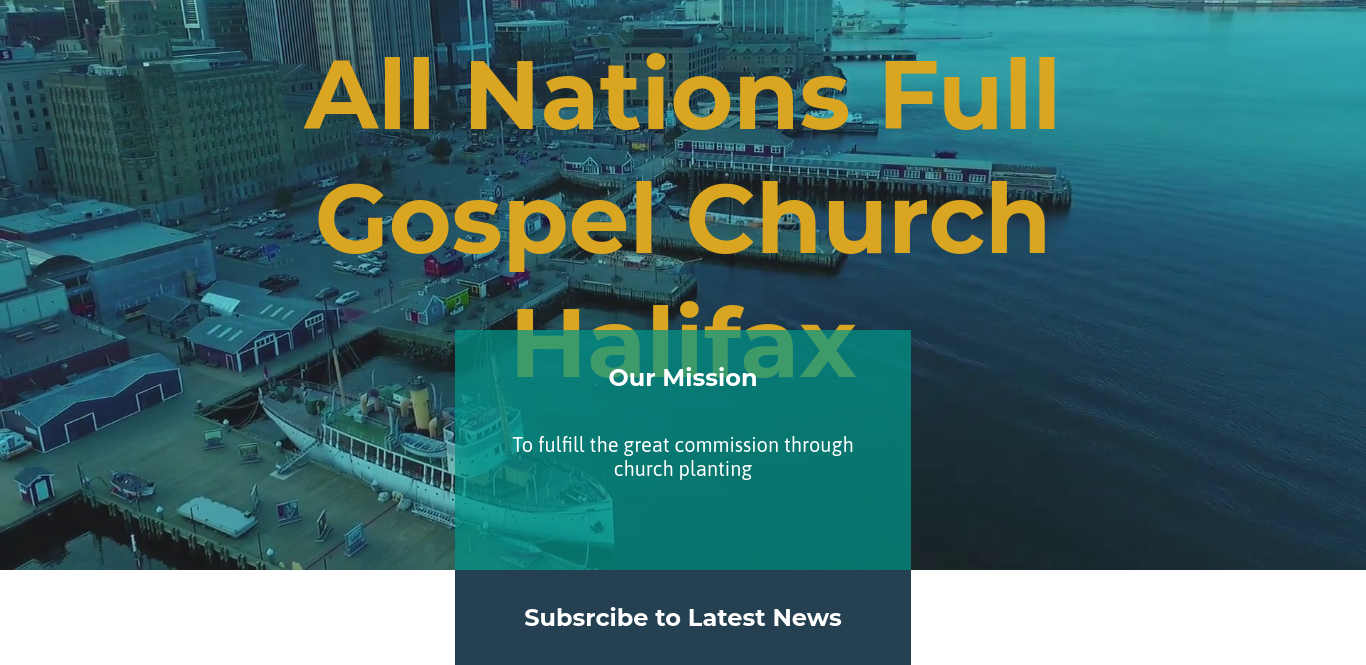 All Nations Full
Gospel Church
Halifax
Our Mission
To fulfill the great commission through
church planting
Subsrcibe to Latest News